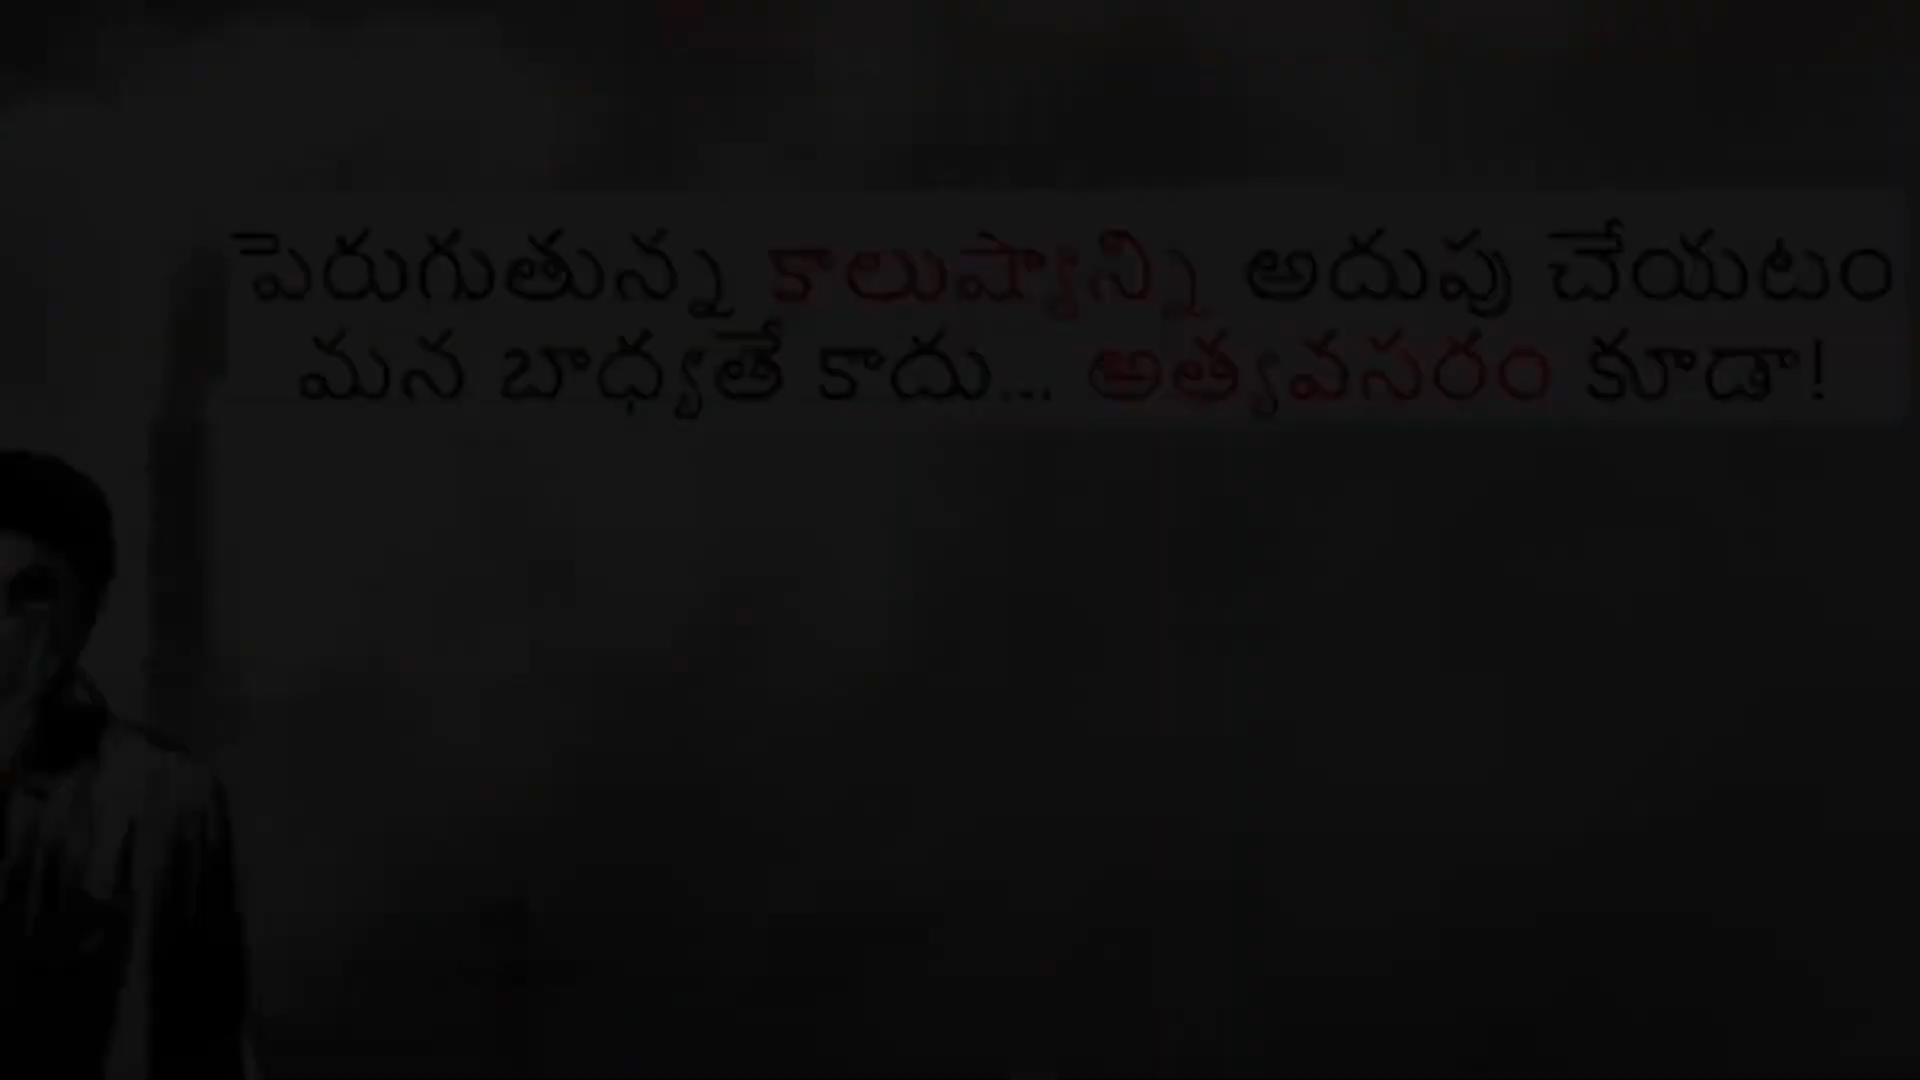 పెరుగుతున్న కాలుష్యాన్ని అదుపు చేయటం
మన బాధ్యతే కాదు... అత్యవసరం కూడా!